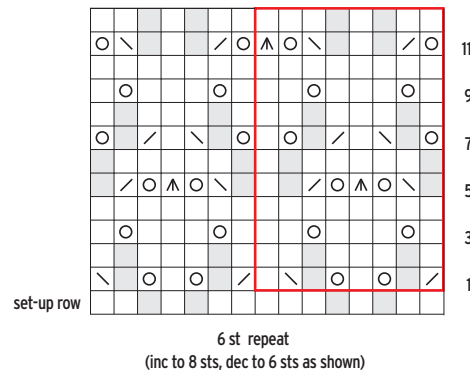 11
9
7
5
3
1
set-up row
6 st repeat
(inc to 8 sts, dec to 6 sts as shown)